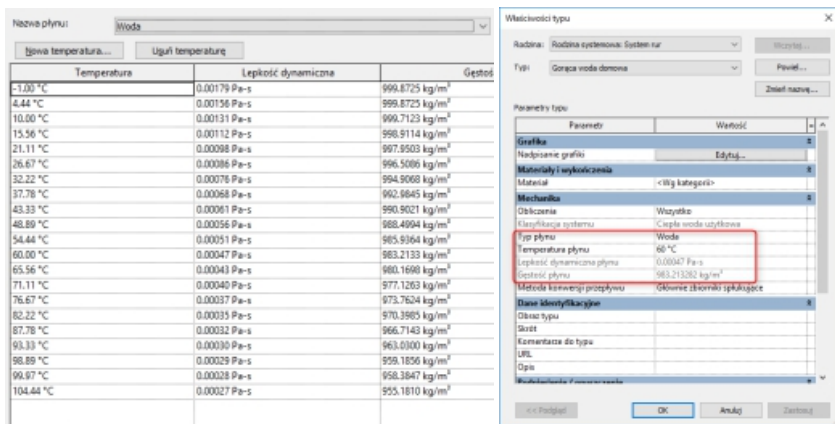 Nazwa płynu: Woda
Nowa temperatura... Usuń temperaturę
Temperatura Lepkość dynamiczna Gęstoś
-1.00 °C 0.00179 Pa-s 999.8725 kg/m³
4.44 °C 0.00156 Pa-s 999.8725 kg/m³
10.00 °C 0.00131 Pa-s 999.7123 kg/m³
15.56 °C 0.00112 Pa-s 998.9114 kg/m³
21.11 °C 0.00098 Pa-s 997.9503 kg/m³
26.67 °C 0.00086 Pa-s 996.5086 kg/m³
32.22 °C 0.00076 Pa-s 994.9068 kg/m³
37.78 °C 0.00068 Pa-s 992.9845 kg/m³
43.33 °C 0.00061 Pa-s 990.9021 kg/m³
48.89 °C 0.00056 Pa-s 988.4994 kg/m³
54.44 °C 0.00051 Pa-s 985.9364 kg/m³
60.00 °C 0.00047 Pa-s 983.2133 kg/m³
65.56 °C 0.00043 Pa-s 980.1698 kg/m³
71.11 °C 0.00040 Pa-s 977.1263 kg/m³
76.67 °C 0.00037 Pa-s 973.7624 kg/m³
82.22 °C 0.00035 Pa-s 970.3985 kg/m³
87.78 °C 0.00032 Pa-s 966.7143 kg/m³
93.33 °C 0.00030 Pa-s 963.0300 kg/m³
98.89 °C 0.00029 Pa-s 959.1856 kg/m³
99.97 °C 0.00028 Pa-s 958.3847 kg/m³
104.44 °C 0.00027 Pa-s 955.1810 kg/m³
Właściwości typu
Rodzina: Rodzina systemowa: System rur Wczytaj...
Typ: Gorąca woda domowa Powiel...
Zmień nazwę...
Parametry typu
Parametr Wartość =
Grafika
Nadpisanie grafiki Edytuj...
Materiały i wykończenia
Materiał <Wg kategorii>
Mechanika
Obliczenie Wszystko
Klasyfikacja systemu Ciepła woda użytkowa
Typ płynu Woda
Temperatura płynu 60 °C
Lepkość dynamiczna płynu 0.00047 Pa-s
Gęstość płynu 983.213282 kg/m³
Metoda konwersji przepływu Głównie zbiorniki spłukujące
Dane identyfikacyjne
Obraz typu
Skrót
Komentarze do typu
URL
Opis
<< Podgląd OK Anuluj Zastosuj